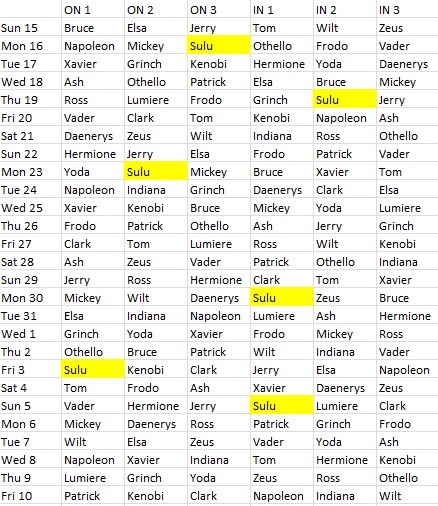 ON 1 ON 2 ON 3 IN 1 IN 2 IN 3
Sun 15 Bruce Elsa Jerry Tom Wilt Zeus
Mon 16 Napoleon Mickey Sulu Othello Frodo Vader
Tue 17 Xavier Grinch Kenobi Hermione Yoda Daenerys
Wed 18 Ash Othello Patrick Elsa Bruce Mickey
Thu 19 Ross Lumiere Frodo Grinch Sulu Jerry
Fri 20 Vader Clark Tom Kenobi Napoleon Ash
Sat 21 Daenerys Zeus Wilt Indiana Ross Othello
Sun 22 Hermione Jerry Elsa Frodo Patrick Vader
Mon 23 Yoda Sulu Mickey Bruce Xavier Tom
Tue 24 Napoleon Indiana Grinch Daenerys Clark Elsa
Wed 25 Xavier Kenobi Bruce Mickey Yoda Lumiere
Thu 26 Frodo Patrick Othello Ash Jerry Grinch
Fri 27 Clark Tom Lumiere Ross Wilt Kenobi
Sat 28 Ash Zeus Vader Patrick Othello Indiana
Sun 29 Jerry Ross Hermione Clark Tom Xavier
Mon 30 Mickey Wilt Daenerys Sulu Zeus Bruce
Tue 31 Elsa Indiana Napoleon Lumiere Ash Hermione
Wed 1 Grinch Yoda Xavier Frodo Mickey Ross
Thu 2 Othello Bruce Patrick Wilt Indiana Vader
Fri 3 Sulu Kenobi Clark Jerry Elsa Napoleon
Sat 4 Tom Frodo Ash Xavier Daenerys Zeus
Sun 5 Vader Hermione Jerry Sulu Lumiere Clark
Mon 6 Mickey Daenerys Ross Patrick Grinch Frodo
Tue 7 Wilt Elsa Zeus Vader Yoda Ash
Wed 8 Napoleon Xavier Indiana Tom Hermione Kenobi
Thu 9 Lumiere Grinch Yoda Zeus Ross Othello
Fri 10 Patrick Kenobi Clark Napoleon Indiana Wilt